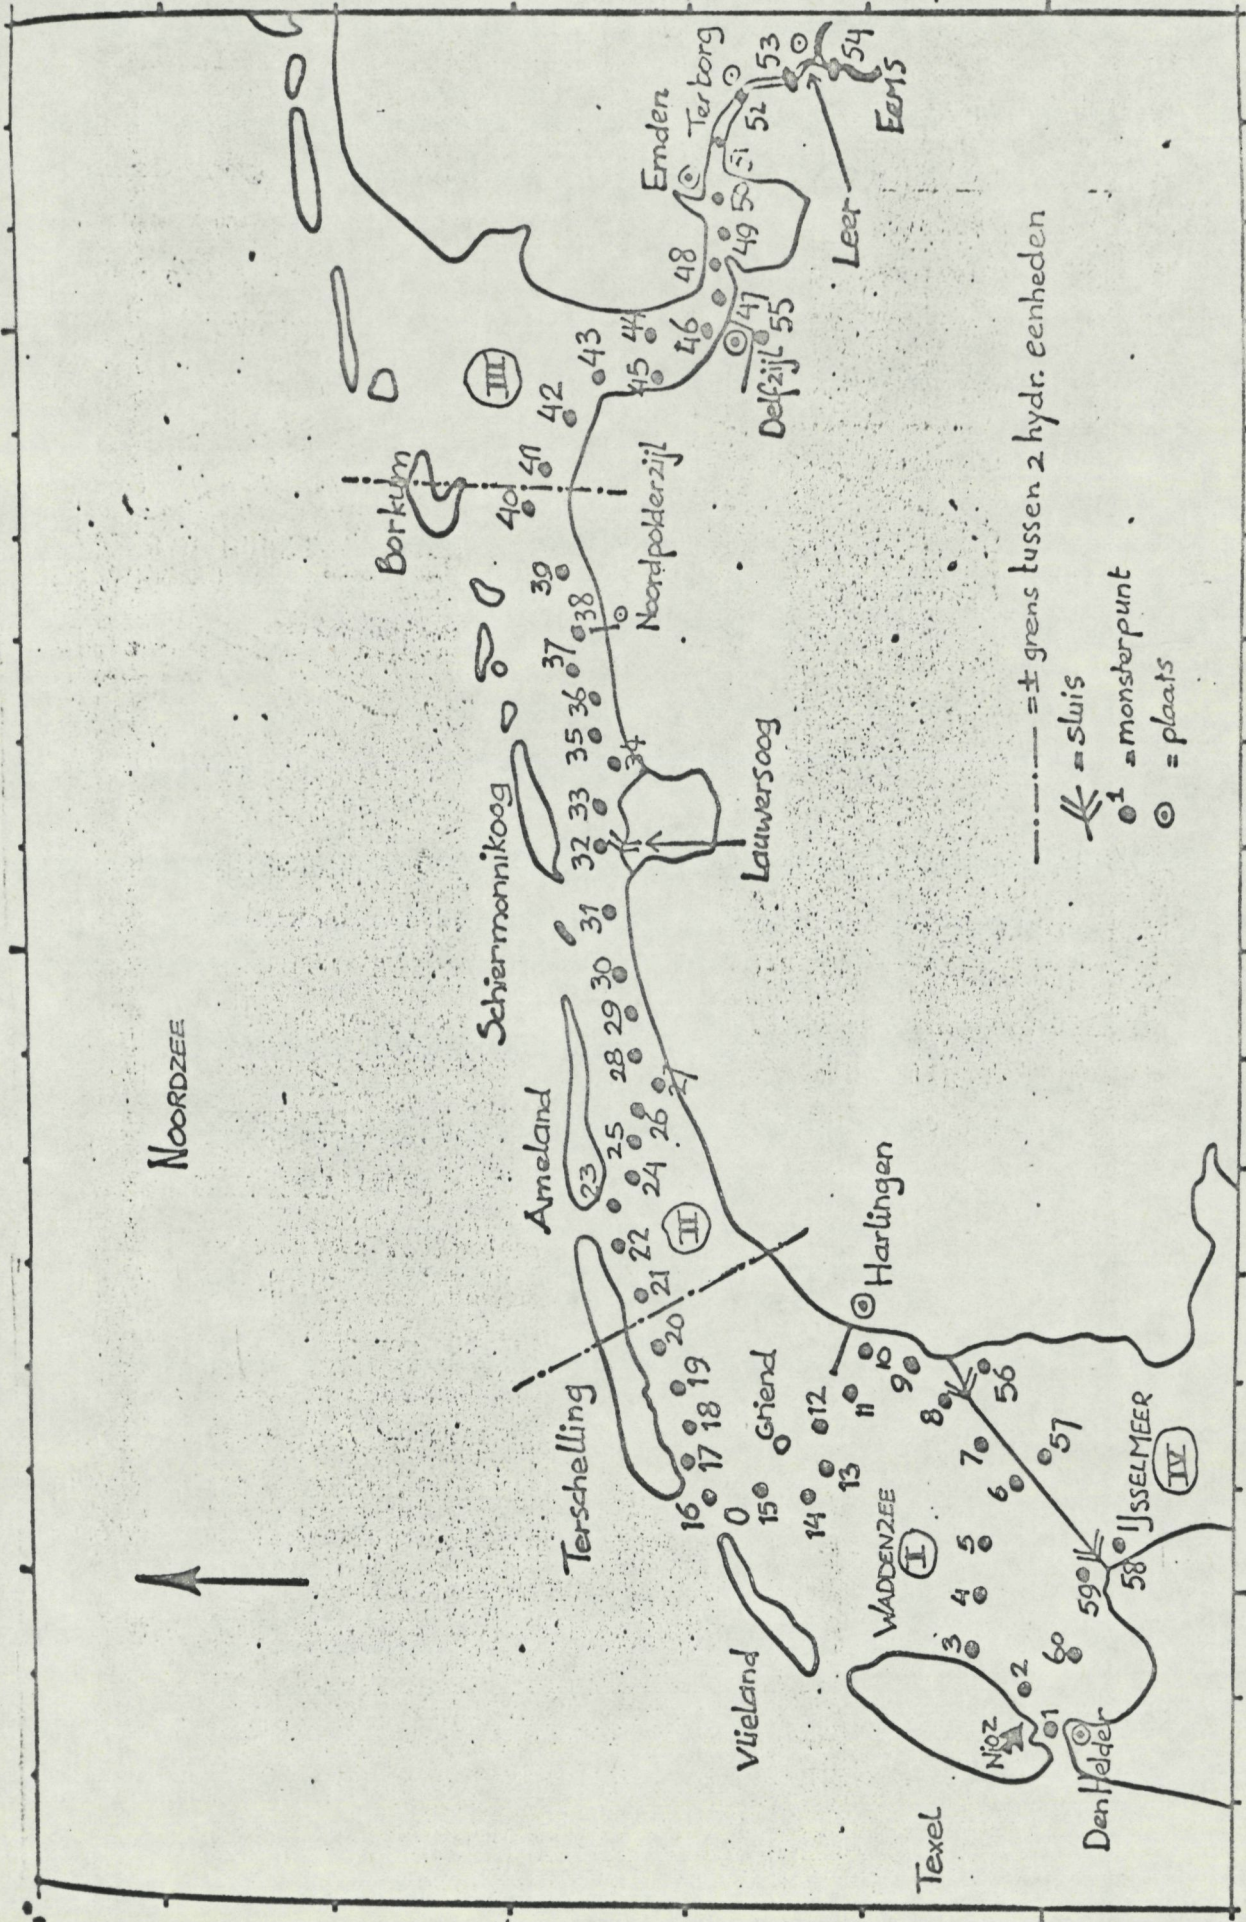 NOORDZEE
Borkum
III
Emden
Terborg
Schiermonnikoog
Ameland
Terschelling
Vlieland
Texel
NIOZ
Den Helder
WADDENZEE
I
Griend
Harlingen
II
Lauwersoog
Noordpolderzijl
Delfzijl
Leer
EEMS
IJSSELMEER
IV
1
2
3
4
5
6
7
8
9
10
11
12
13
14
15
0
16
17
18
19
20
21
22
23
24
25
26
27
28
29
30
31
32
33
34
35
36
37
38
39
40
41
42
43
44
45
46
47
48
49
50
51
52
53
54
55
56
57
58
59
60
= ± grens tussen 2 hydr. eenheden
= sluis
1 = monsterpunt
= plaats